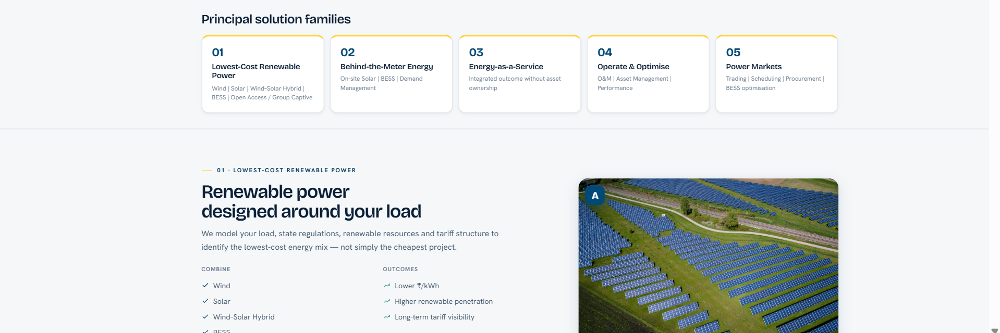 Principal solution families
01
Lowest-Cost Renewable
Power
Wind | Solar | Wind–Solar Hybrid |
BESS | Open Access / Group Captive
02
Behind-the-Meter Energy
On-site Solar | BESS | Demand
Management
03
Energy-as-a-Service
Integrated outcome without asset
ownership
04
Operate & Optimise
O&M | Asset Management |
Performance
05
Power Markets
Trading | Scheduling | Procurement |
BESS optimisation
01 · LOWEST-COST RENEWABLE POWER
Renewable power
designed around your load
We model your load, state regulations, renewable resources and tariff structure to
identify the lowest-cost energy mix — not simply the cheapest project.
COMBINE
Wind
Solar
Wind–Solar Hybrid
BESS
OUTCOMES
Lower ₹/kWh
Higher renewable penetration
Long-term tariff visibility
A